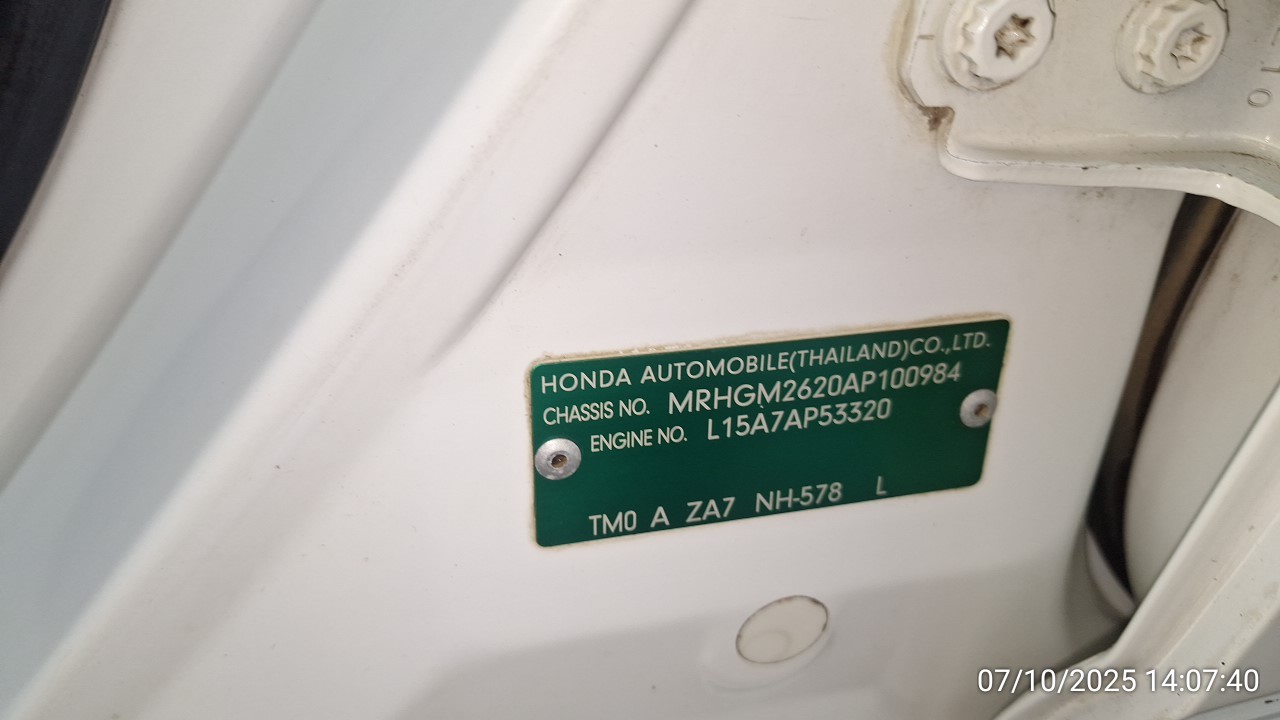 HONDA AUTOMOBILE(THAILAND)CO.,LTD.
CHASSIS NO. MRHGM2620AP100984
ENGINE NO. L15A7AP53320
TM0 A ZA7 NH-578 L
07/10/2025 14:07:40